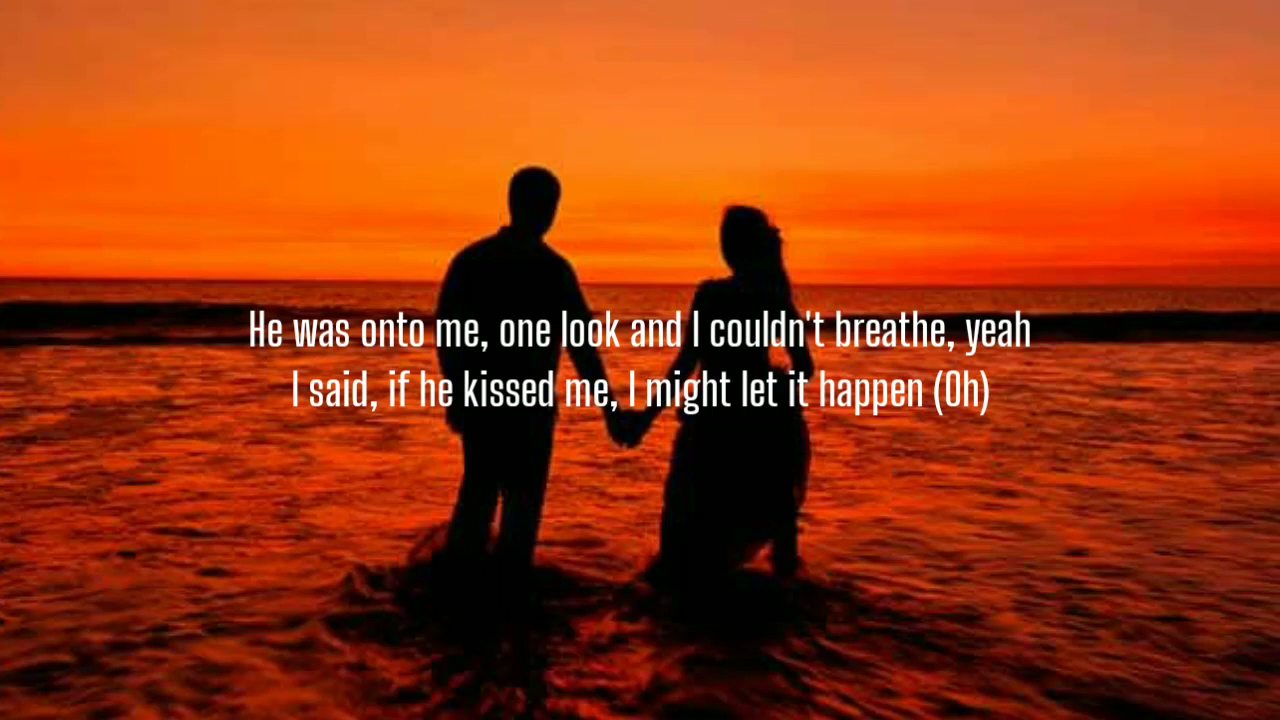 He was onto me, one look and I couldn't breathe, yeah
I said, if he kissed me, I might let it happen (Oh)